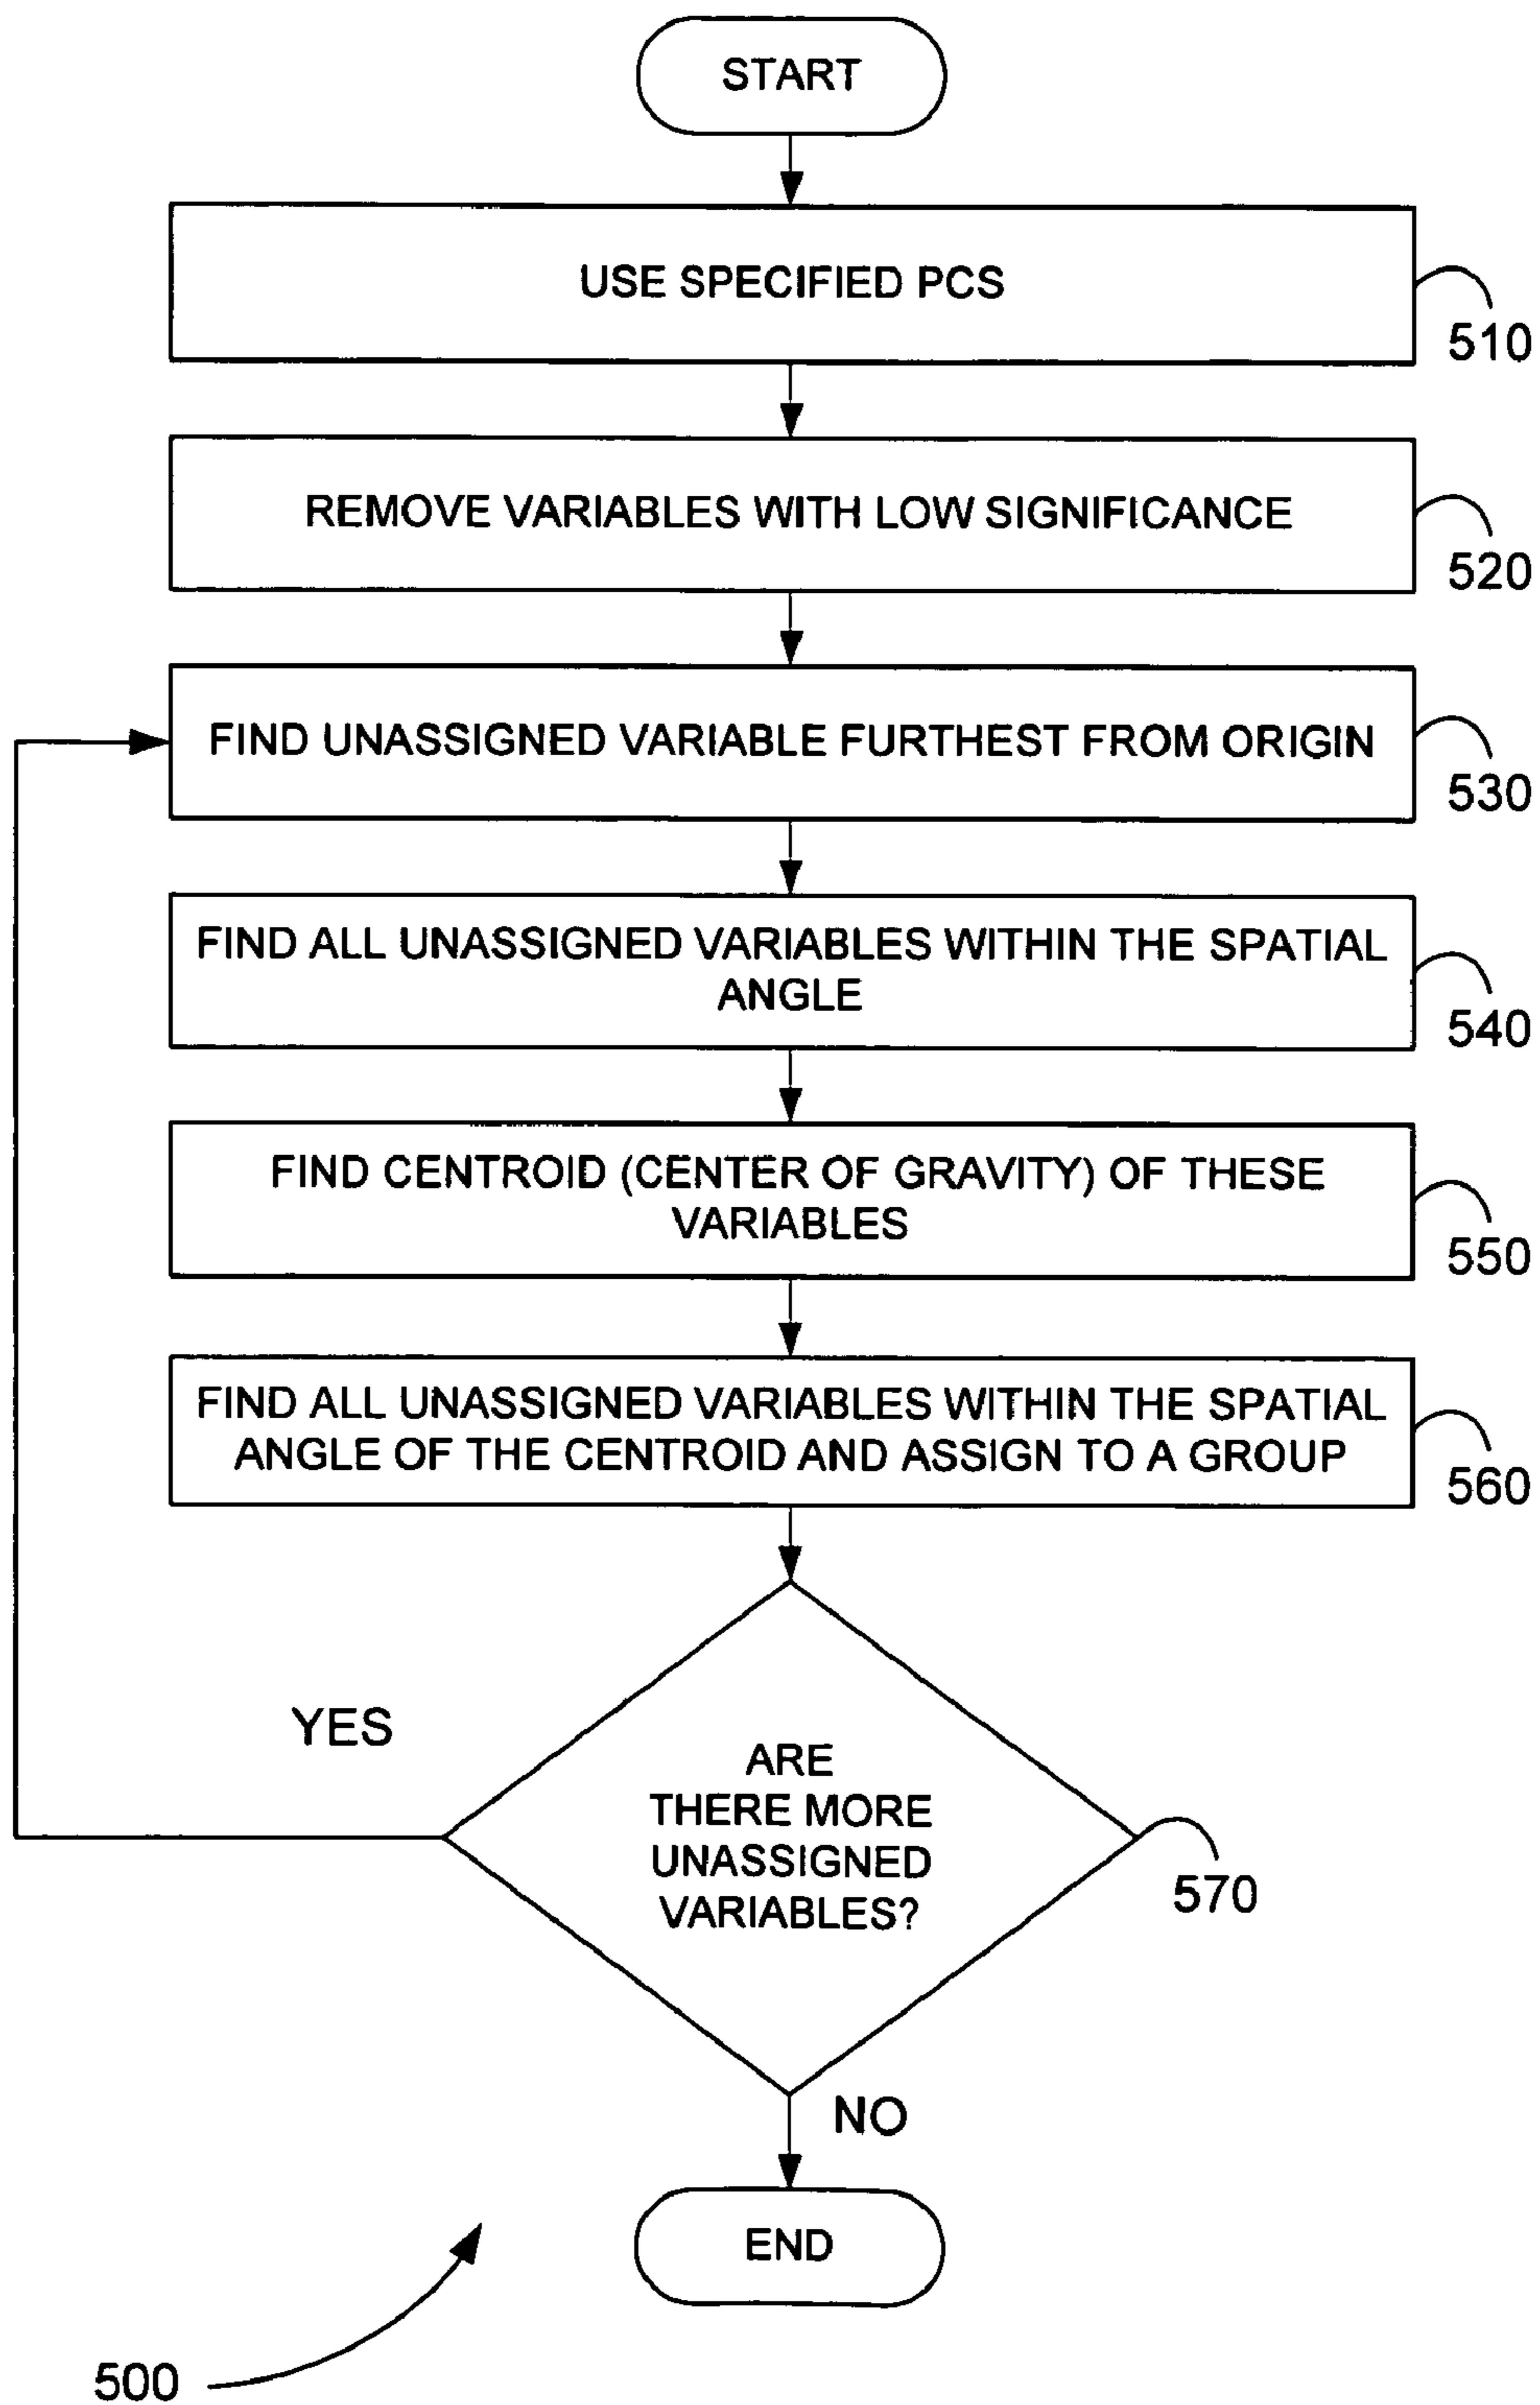 START
USE SPECIFIED PCS
510
REMOVE VARIABLES WITH LOW SIGNIFICANCE
520
FIND UNASSIGNED VARIABLE FURTHEST FROM ORIGIN
530
FIND ALL UNASSIGNED VARIABLES WITHIN THE SPATIAL
ANGLE
540
FIND CENTROID (CENTER OF GRAVITY) OF THESE
VARIABLES
550
FIND ALL UNASSIGNED VARIABLES WITHIN THE SPATIAL
ANGLE OF THE CENTROID AND ASSIGN TO A GROUP
560
YES
ARE
THERE MORE
UNASSIGNED
VARIABLES?
570
NO
END
500